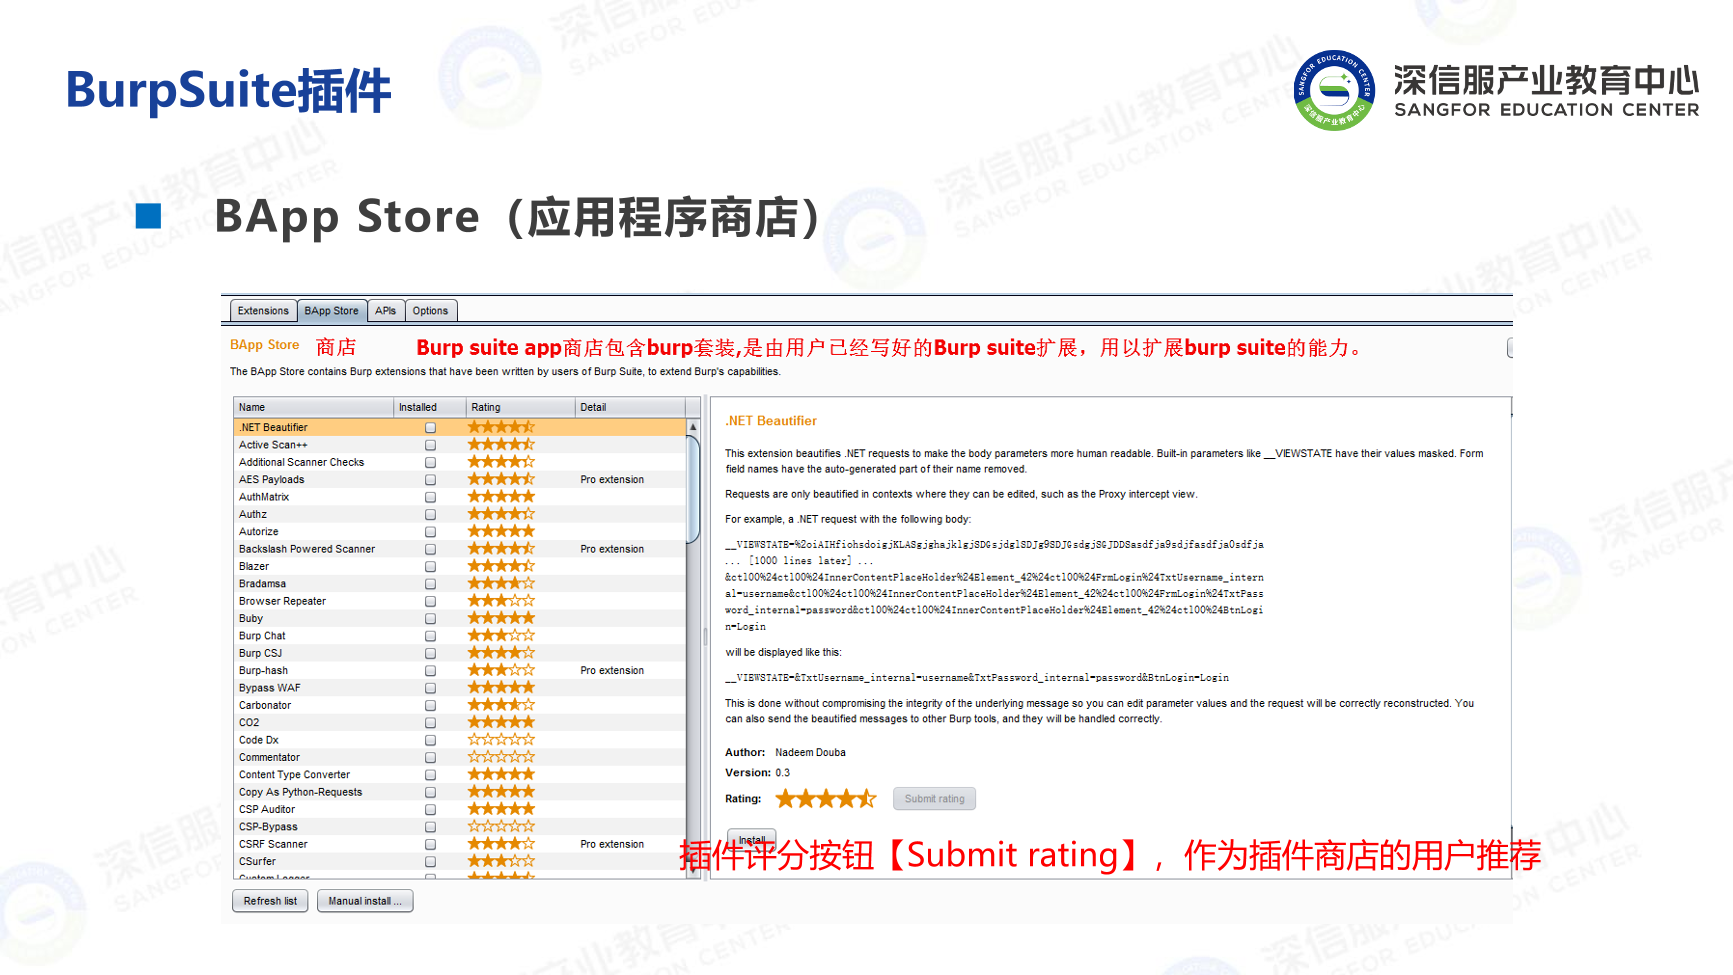 BurpSuite插件
深信服产业教育中心
SANGFOR EDUCATION CENTER
BApp Store（应用程序商店）
Extensions BApp Store APIs Options
BApp Store 商店 Burp suite app商店包含burp套装,是由用户已经写好的Burp suite扩展，用以扩展burp suite的能力。
The BApp Store contains Burp extensions that have been written by users of Burp Suite, to extend Burp's capabilities.
Name Installed Rating Detail
.NET Beautifier
Active Scan++
Additional Scanner Checks
AES Payloads Pro extension
AuthMatrix
Authz
Autorize
Backslash Powered Scanner Pro extension
Blazer
Bradamsa
Browser Repeater
Buby
Burp Chat
Burp CSJ
Burp-hash Pro extension
Bypass WAF
Carbonator
CO2
Code Dx
Commentator
Content Type Converter
Copy As Python-Requests
CSP Auditor
CSP-Bypass
CSRF Scanner Pro extension
CSurfer
Custom Logger
Refresh list Manual install ...
.NET Beautifier
This extension beautifies .NET requests to make the body parameters more human readable. Built-in parameters like __VIEWSTATE have their values masked. Form
field names have the auto-generated part of their name removed.
Requests are only beautified in contexts where they can be edited, such as the Proxy intercept view.
For example, a .NET request with the following body:
__VIEWSTATE=%2oiAIHfiohsdoigjKLASgjghajklgjSDGsjdglSDJg9SDJGsdgjSGJDDSasdfja9sdjfasdfja0sdfja
... [1000 lines later] ...
&ctl00%24ctl00%24InnerContentPlaceHolder%24Element_42%24ctl00%24FrmLogin%24TxtUsername_intern
al=username&ctl00%24ctl00%24InnerContentPlaceHolder%24Element_42%24ctl00%24FrmLogin%24TxtPass
word_internal=password&ctl00%24ctl00%24InnerContentPlaceHolder%24Element_42%24ctl00%24BtnLogi
n=Login
will be displayed like this:
__VIEWSTATE=&TxtUsername_internal=username&TxtPassword_internal=password&BtnLogin=Login
This is done without compromising the integrity of the underlying message so you can edit parameter values and the request will be correctly reconstructed. You
can also send the beautified messages to other Burp tools, and they will be handled correctly.
Author: Nadeem Douba
Version: 0.3
Rating: Submit rating
Install
插件评分按钮【Submit rating】，作为插件商店的用户推荐